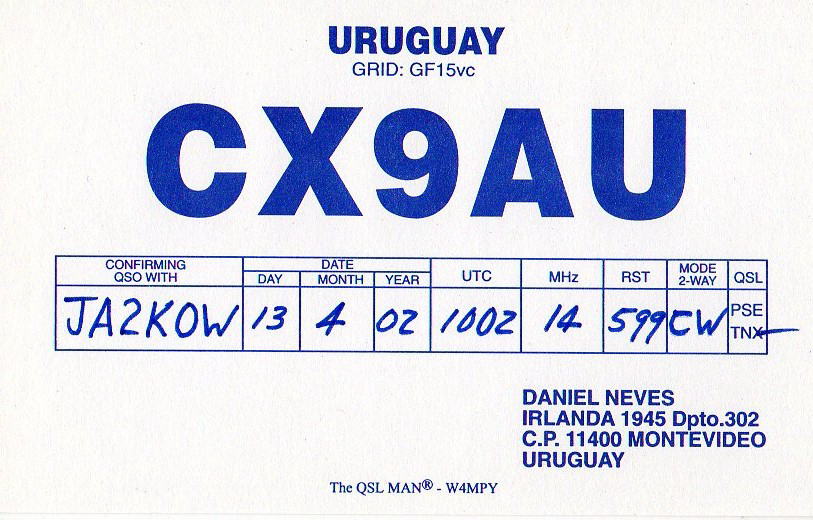 URUGUAY
GRID: GF15vc
CX9AU
CONFIRMING QSO WITH DATE DAY MONTH YEAR UTC MHz RST MODE 2-WAY QSL
JA2KOW 13 4 02 1002 14 599 CW PSE TNX
DANIEL NEVES
IRLANDA 1945 Dpto.302
C.P. 11400 MONTEVIDEO
URUGUAY
The QSL MAN® - W4MPY